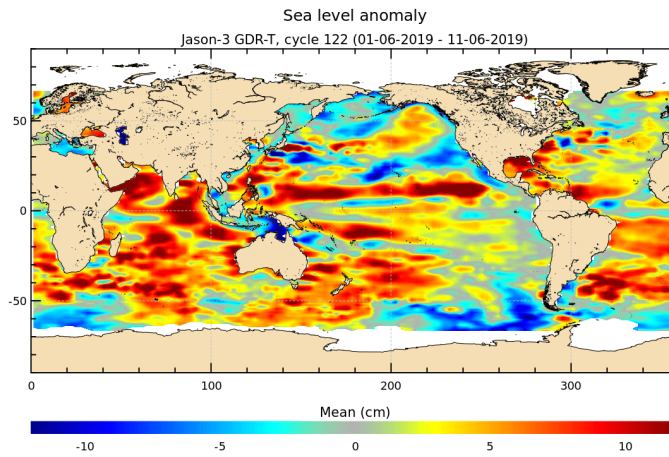 Sea level anomaly
Jason-3 GDR-T, cycle 122 (01-06-2019 - 11-06-2019)
50
0
-50
0 100 200 300
Mean (cm)
-10 -5 0 5 10